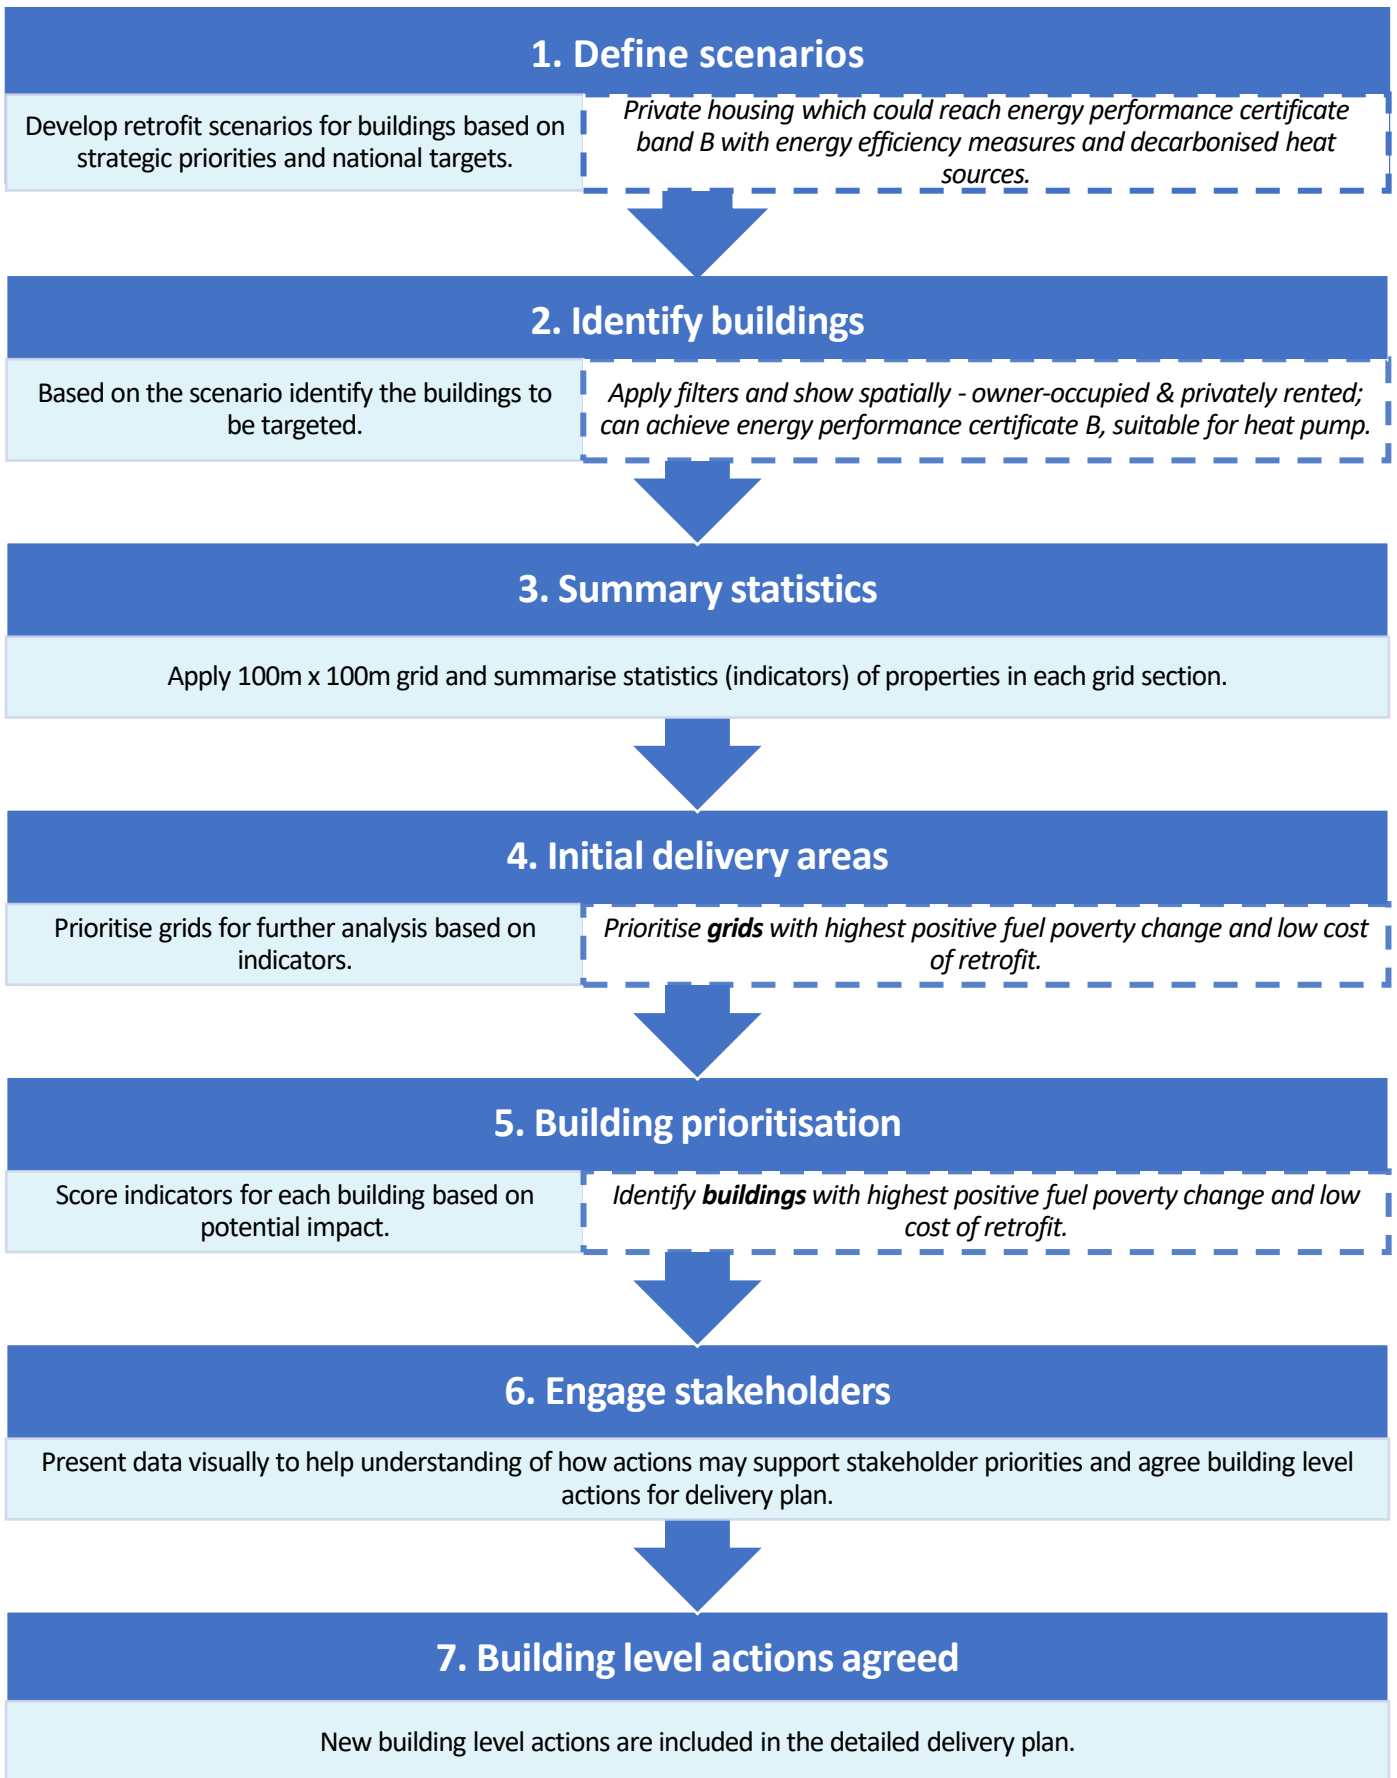 1. Define scenarios
Develop retrofit scenarios for buildings based on
strategic priorities and national targets.
Private housing which could reach energy performance certificate
band B with energy efficiency measures and decarbonised heat
sources.
2. Identify buildings
Based on the scenario identify the buildings to
be targeted.
Apply filters and show spatially - owner-occupied & privately rented;
can achieve energy performance certificate B, suitable for heat pump.
3. Summary statistics
Apply 100m x 100m grid and summarise statistics (indicators) of properties in each grid section.
4. Initial delivery areas
Prioritise grids for further analysis based on
indicators.
Prioritise grids with highest positive fuel poverty change and low cost
of retrofit.
5. Building prioritisation
Score indicators for each building based on
potential impact.
Identify buildings with highest positive fuel poverty change and low
cost of retrofit.
6. Engage stakeholders
Present data visually to help understanding of how actions may support stakeholder priorities and agree building level
actions for delivery plan.
7. Building level actions agreed
New building level actions are included in the detailed delivery plan.